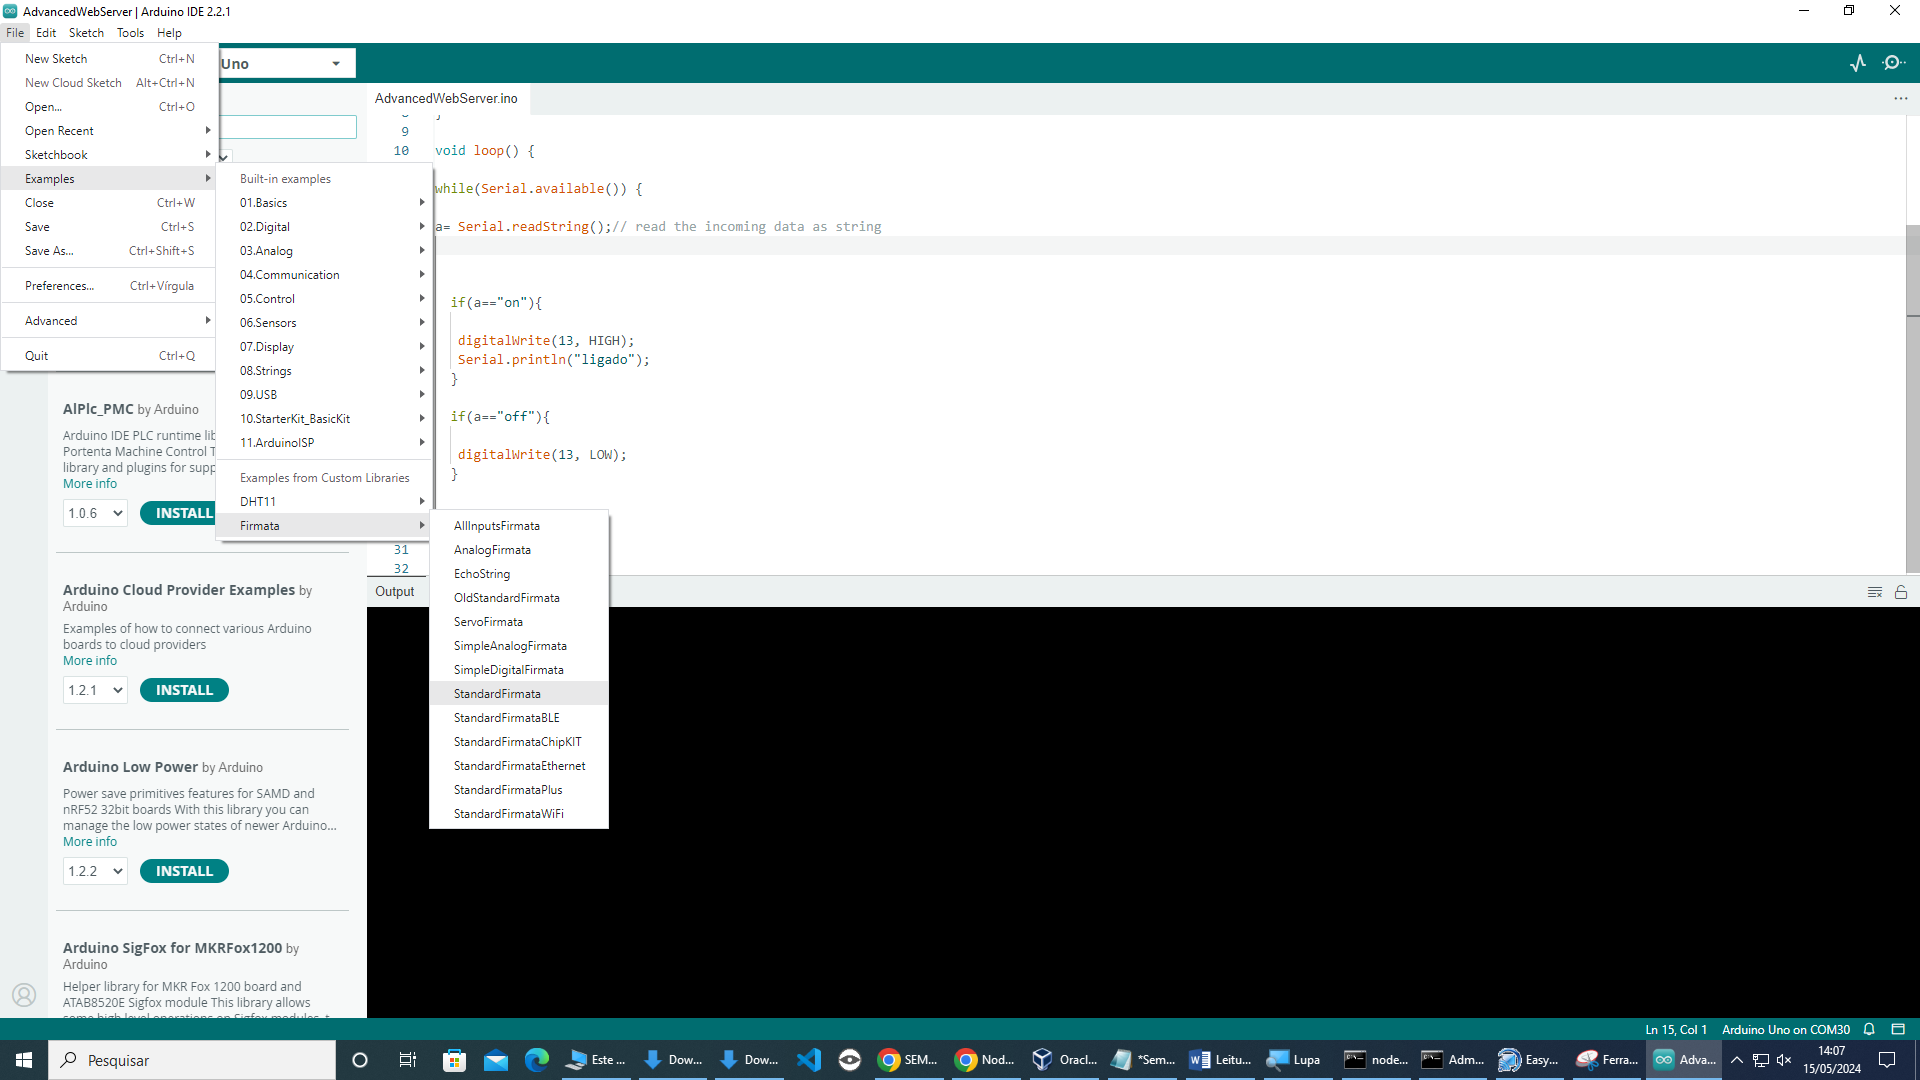 AdvancedWebServer | Arduino IDE 2.2.1
File Edit Sketch Tools Help
New Sketch Ctrl+N
New Cloud Sketch Alt+Ctrl+N
Open... Ctrl+O
Open Recent
Sketchbook
Examples
Close Ctrl+W
Save Ctrl+S
Save As... Ctrl+Shift+S
Preferences... Ctrl+Vírgula
Advanced
Quit Ctrl+Q
Uno
Built-in examples
01.Basics
02.Digital
03.Analog
04.Communication
05.Control
06.Sensors
07.Display
08.Strings
09.USB
10.StarterKit_BasicKit
11.ArduinoISP
Examples from Custom Libraries
DHT11
Firmata
AllInputsFirmata
AnalogFirmata
EchoString
OldStandardFirmata
ServoFirmata
SimpleAnalogFirmata
SimpleDigitalFirmata
StandardFirmata
StandardFirmataBLE
StandardFirmataChipKIT
StandardFirmataEthernet
StandardFirmataPlus
StandardFirmataWiFi
AlPlc_PMC by Arduino
Arduino IDE PLC runtime lib
Portenta Machine Control T
library and plugins for supp
More info
1.0.6 INSTALL
Arduino Cloud Provider Examples by
Arduino
Examples of how to connect various Arduino
boards to cloud providers
More info
1.2.1 INSTALL
Arduino Low Power by Arduino
Power save primitives features for SAMD and
nRF52 32bit boards With this library you can
manage the low power states of newer Arduino...
More info
1.2.2 INSTALL
Arduino SigFox for MKRFox1200 by
Arduino
Helper library for MKR Fox 1200 board and
ATAB8520E Sigfox module This library allows
some high level operations on Sigfox modules, t
AdvancedWebServer.ino
8 }
9
10 void loop() {
while(Serial.available()) {
a= Serial.readString();// read the incoming data as string
if(a=="on"){
digitalWrite(13, HIGH);
Serial.println("ligado");
}
if(a=="off"){
digitalWrite(13, LOW);
}
31
32
Output
Ln 15, Col 1 Arduino Uno on COM30
Pesquisar
Este ...
Dow...
Dow...
SEM...
Nod...
Oracl...
*Sem...
Leitu...
Lupa
node...
Adm...
Easy...
Ferra...
Adva...
14:07
15/05/2024